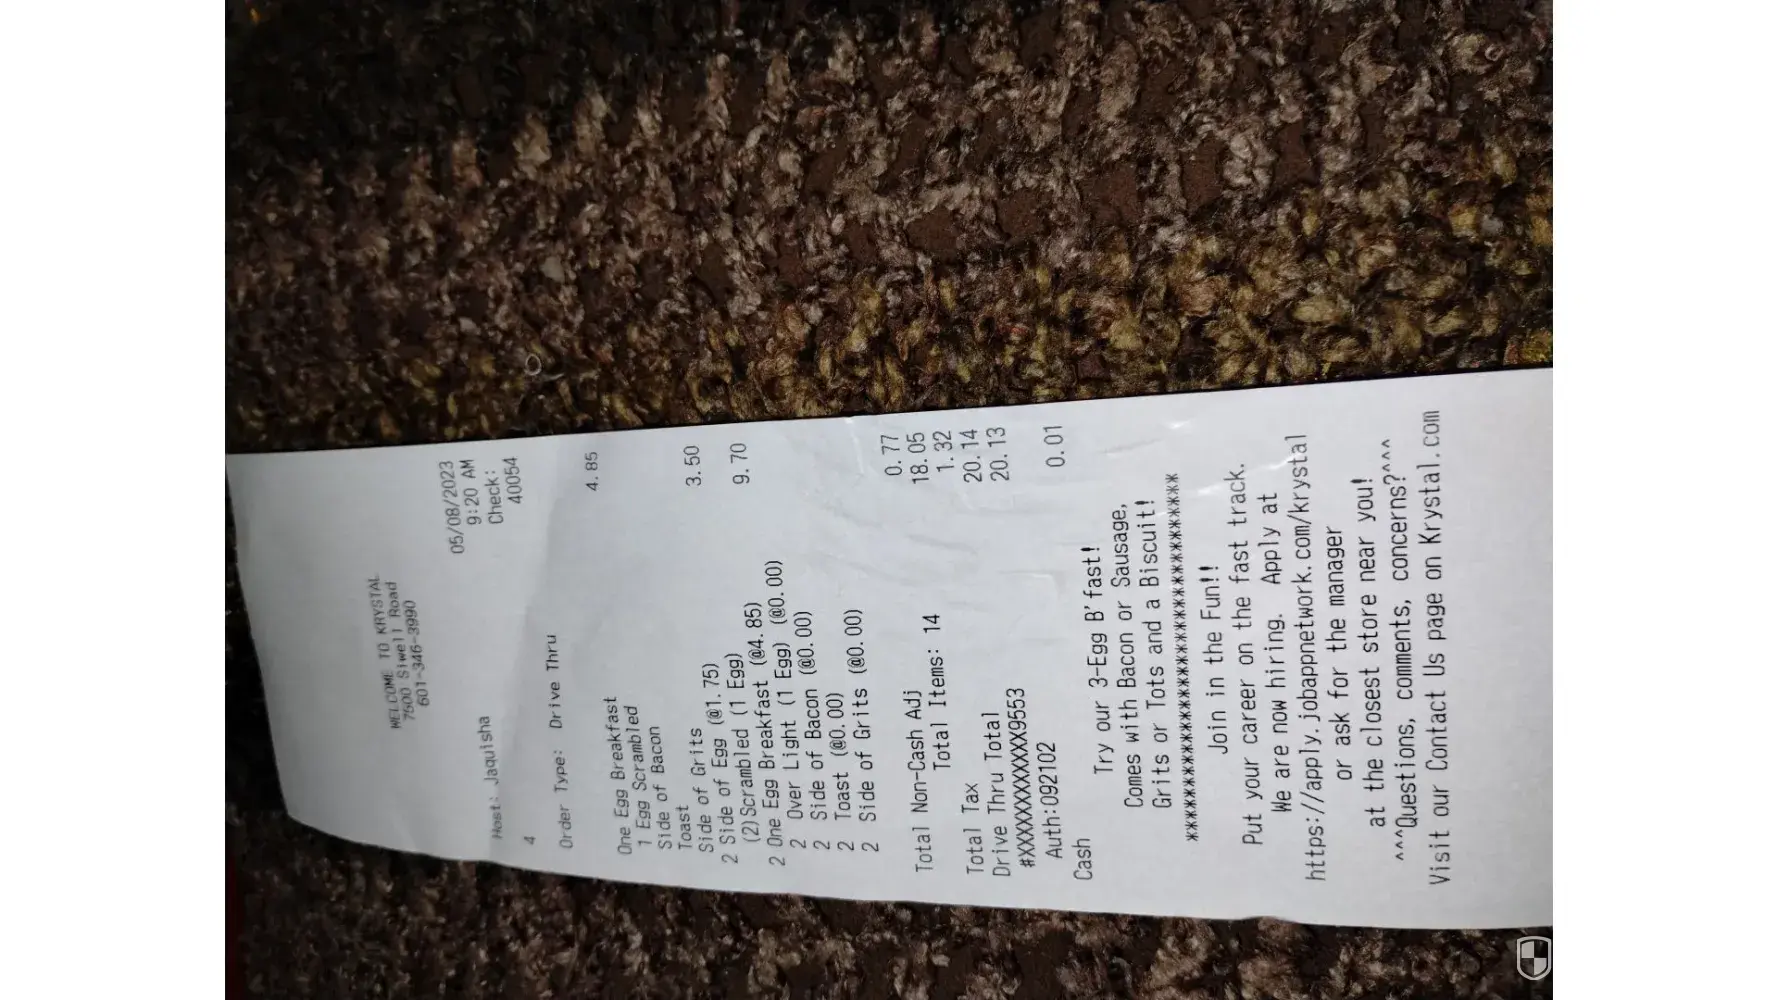 WELCOME TO KRYSTAL
7500 Siwell Road
601-346-3990
05/08/2023
Host: Jaquisha 9:20 AM
Check:
4 40054
Order Type: Drive Thru
One Egg Breakfast 4.85
1 Egg Scrambled
Side of Bacon
Toast
Side of Grits
2 Side of Egg (@1.75) 3.50
(2)Scrambled (1 Egg)
2 One Egg Breakfast (@4.85) 9.70
2 Over Light (1 Egg) (@0.00)
2 Side of Bacon (@0.00)
2 Toast (@0.00)
2 Side of Grits (@0.00)
Total Non-Cash Adj 0.77
Total Items: 14 18.05
Total Tax 1.32
Drive Thru Total 20.14
#XXXXXXXXXXXX9553 20.13
Auth:092102
Cash 0.01
Try our 3-Egg B'fast!
Comes with Bacon or Sausage,
Grits or Tots and a Biscuit!
************************************
Join in the Fun!!
Put your career on the fast track.
We are now hiring. Apply at
https://apply.jobappnetwork.com/krystal
or ask for the manager
at the closest store near you!
^^^Questions, comments, concerns?^^^^
Visit our Contact Us page on Krystal.com